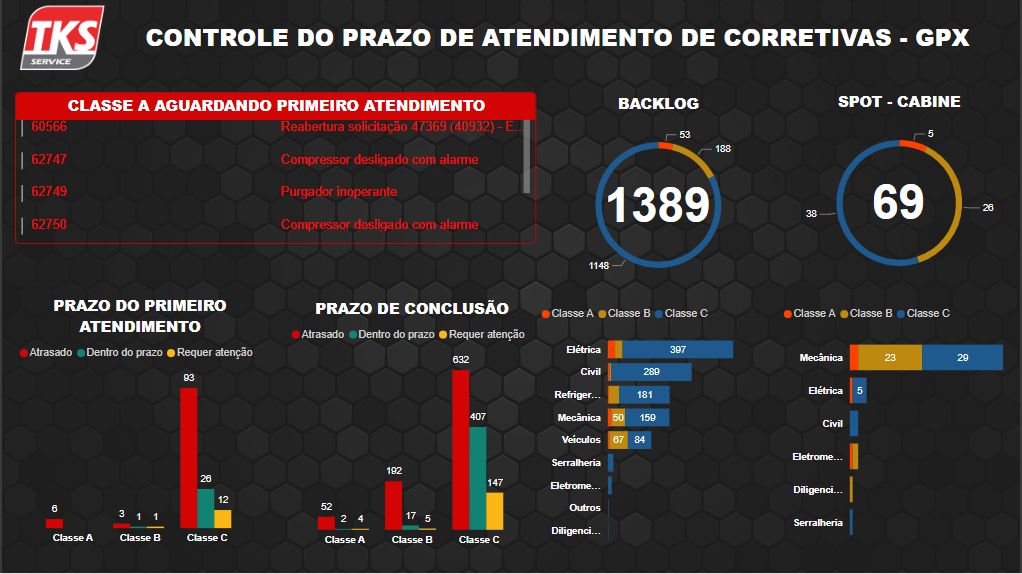 TKS
SERVICE
CONTROLE DO PRAZO DE ATENDIMENTO DE CORRETIVAS - GPX
CLASSE A AGUARDANDO PRIMEIRO ATENDIMENTO
60566 Reabertura solicitação 47369 (40932) - E...
62747 Compressor desligado com alarme
62749 Purgador inoperante
62750 Compressor desligado com alarme
BACKLOG
53
188
1389
1148
SPOT - CABINE
5
26
69
38
PRAZO DO PRIMEIRO
ATENDIMENTO
Atrasado Dentro do prazo Requer atenção
93
26
12
6
3 1 1
Classe A Classe B Classe C
PRAZO DE CONCLUSÃO
Atrasado Dentro do prazo Requer atenção
632
407
192
147
52 2 4
17 5
Classe A Classe B Classe C
Classe A Classe B Classe C
Elétrica 397
Civil 289
Refriger... 181
Mecânica 50 159
Veículos 67 84
Serralheria
Eletrome...
Outros
Diligenci...
Classe A Classe B Classe C
Mecânica 23 29
Elétrica 5
Civil
Eletrome...
Diligenci...
Serralheria